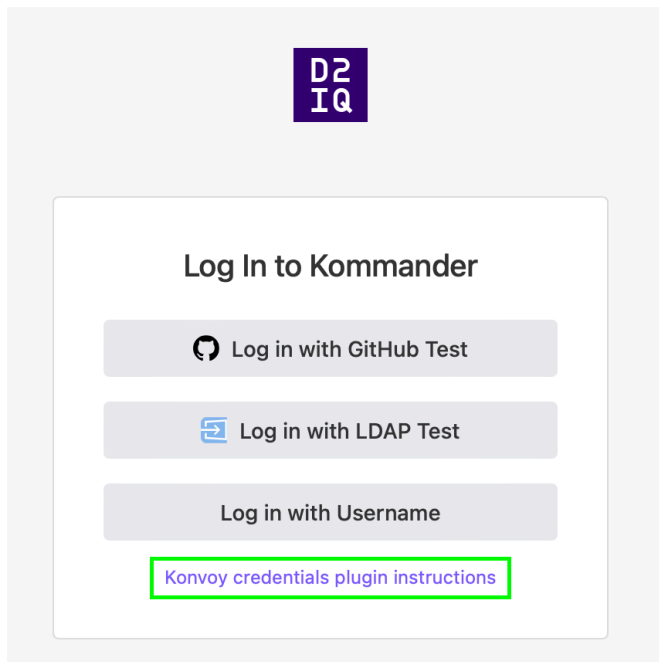 D2
IQ
Log In to Kommander
Log in with GitHub Test
Log in with LDAP Test
Log in with Username
Konvoy credentials plugin instructions